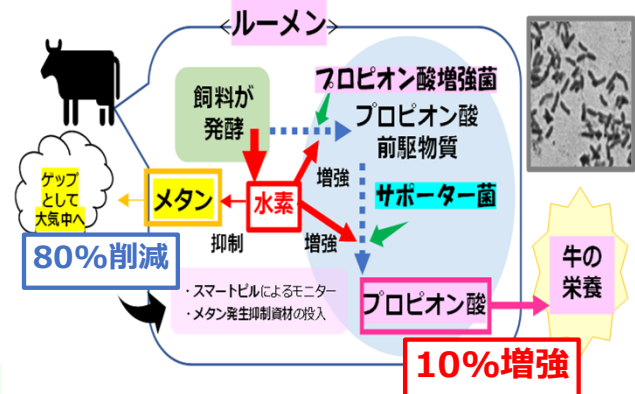 〈ルーメン〉
プロピオン酸増強菌
飼料が
発酵
プロピオン酸
前駆物質
ゲップ
として
大気中へ
メタン
水素
増強
サポーター菌
抑制
増強
80%削減
牛の
栄養
・スマートピルによるモニター
・メタン発生抑制資材の投入
プロピオン酸
10%増強